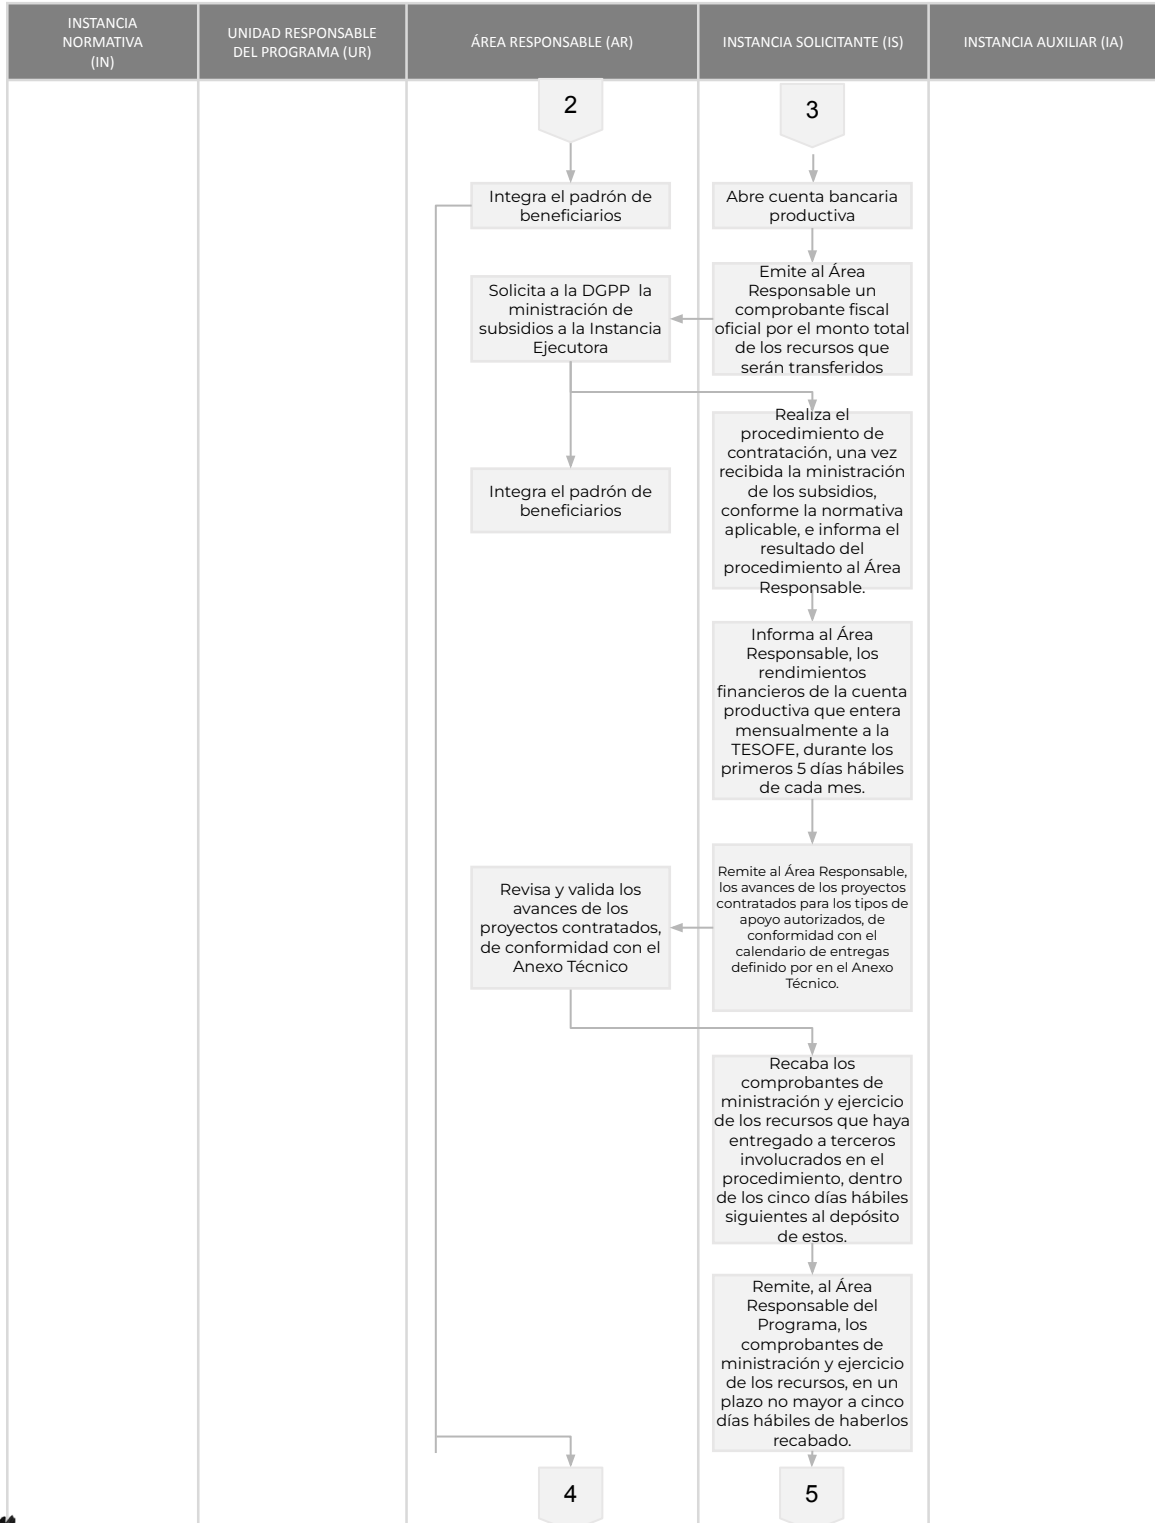 INSTANCIA
NORMATIVA
(IN)
UNIDAD RESPONSABLE
DEL PROGRAMA (UR)
ÁREA RESPONSABLE (AR)
INSTANCIA SOLICITANTE (IS)
INSTANCIA AUXILIAR (IA)
2
3
Integra el padrón de
beneficiarios
Abre cuenta bancaria
productiva
Solicita a la DGPP la
ministración de
subsidios a la Instancia
Ejecutora
Emite al Área
Responsable un
comprobante fiscal
oficial por el monto total
de los recursos que
serán transferidos
Integra el padrón de
beneficiarios
Realiza el
procedimiento de
contratación, una vez
recibida la ministración
de los subsidios,
conforme la normativa
aplicable, e informa el
resultado del
procedimiento al Área
Responsable.
Informa al Área
Responsable, los
rendimientos
financieros de la cuenta
productiva que entera
mensualmente a la
TESOFE, durante los
primeros 5 días hábiles
de cada mes.
Revisa y valida los
avances de los
proyectos contratados,
de conformidad con el
Anexo Técnico
Remite al Área Responsable,
los avances de los proyectos
contratados para los tipos de
apoyo autorizados, de
conformidad con el
calendario de entregas
definido por en el Anexo
Técnico.
Recaba los
comprobantes de
ministración y ejercicio
de los recursos que haya
entregado a terceros
involucrados en el
procedimiento, dentro
de los cinco días hábiles
siguientes al depósito
de estos.
Remite, al Área
Responsable del
Programa, los
comprobantes de
ministración y ejercicio
de los recursos, en un
plazo no mayor a cinco
días hábiles de haberlos
recabado.
4
5